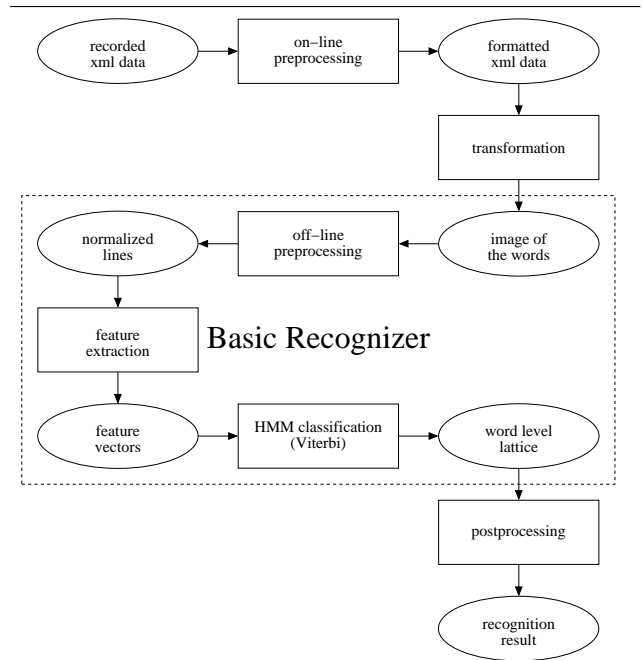 recorded
xml data
on−line
preprocessing
formatted
xml data
transformation
normalized
lines
off−line
preprocessing
image of
the words
feature
extraction
Basic Recognizer
feature
vectors
HMM classification
(Viterbi)
word level
lattice
postprocessing
recognition
result